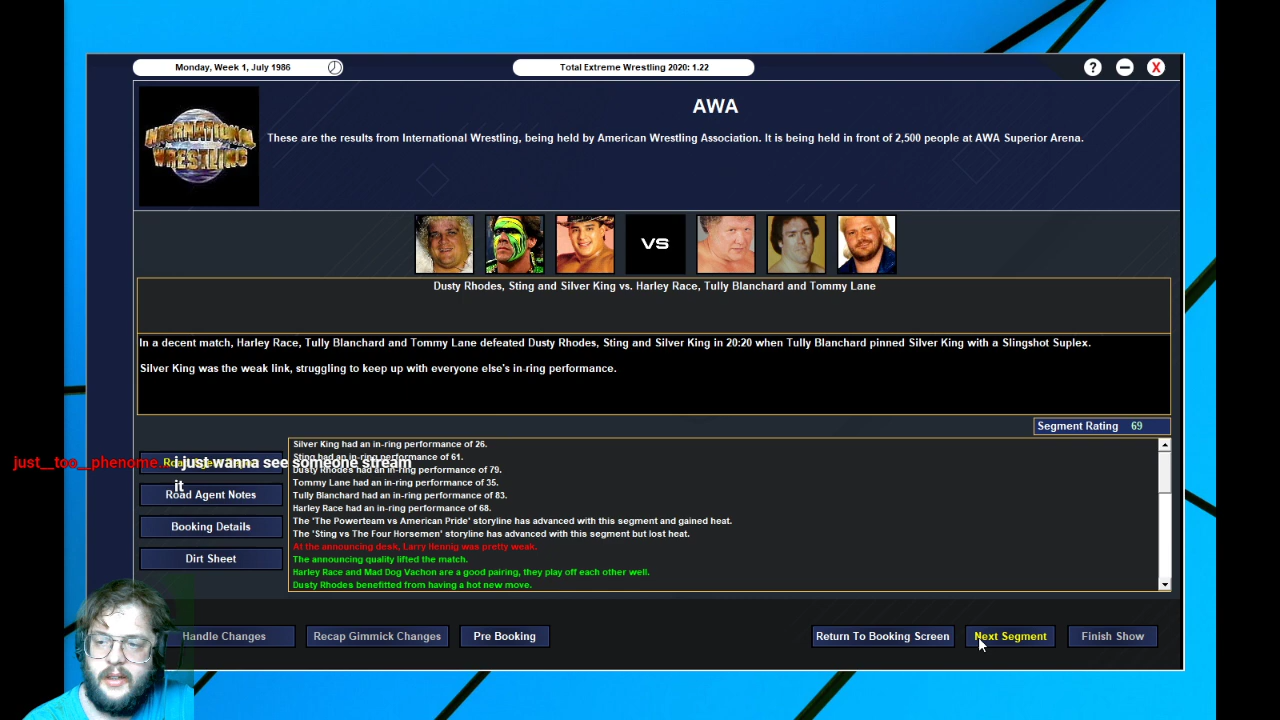 Monday, Week 1, July 1986
Total Extreme Wrestling 2020: 1.22
?
X
INTERNATIONAL
WRESTLING
AWA
These are the results from International Wrestling, being held by American Wrestling Association. It is being held in front of 2,500 people at AWA Superior Arena.
VS
Dusty Rhodes, Sting and Silver King vs. Harley Race, Tully Blanchard and Tommy Lane
In a decent match, Harley Race, Tully Blanchard and Tommy Lane defeated Dusty Rhodes, Sting and Silver King in 20:20 when Tully Blanchard pinned Silver King with a Slingshot Suplex.
Silver King was the weak link, struggling to keep up with everyone else's in-ring performance.
Segment Rating 69
just__too__phenome... i just wanna see someone stream
it
Road Agent Notes
Booking Details
Dirt Sheet
Silver King had an in-ring performance of 26.
Sting had an in-ring performance of 61.
Dusty Rhodes had an in-ring performance of 79.
Tommy Lane had an in-ring performance of 35.
Tully Blanchard had an in-ring performance of 83.
Harley Race had an in-ring performance of 68.
The 'The Powerteam vs American Pride' storyline has advanced with this segment and gained heat.
The 'Sting vs The Four Horsemen' storyline has advanced with this segment but lost heat.
At the announcing desk, Larry Hennig was pretty weak.
The announcing quality lifted the match.
Harley Race and Mad Dog Vachon are a good pairing, they play off each other well.
Dusty Rhodes benefitted from having a hot new move.
Handle Changes
Recap Gimmick Changes
Pre Booking
Return To Booking Screen
Next Segment
Finish Show